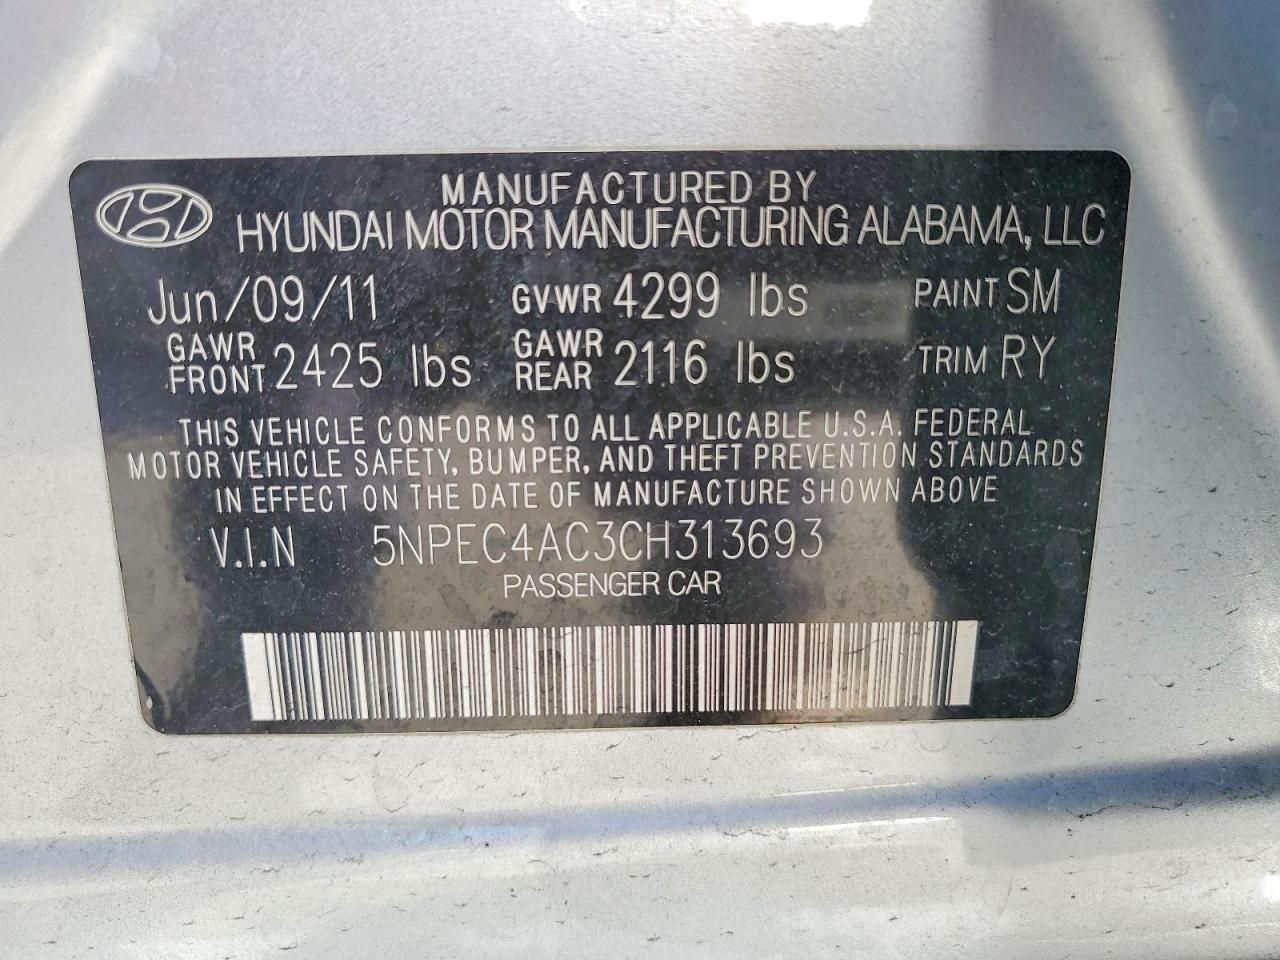 MANUFACTURED BY
HYUNDAI MOTOR MANUFACTURING ALABAMA, LLC
Jun/09/11 GVWR 4299 lbs PAINT SM
GAWR FRONT 2425 lbs GAWR REAR 2116 lbs TRIM RY
THIS VEHICLE CONFORMS TO ALL APPLICABLE U.S.A. FEDERAL
MOTOR VEHICLE SAFETY, BUMPER, AND THEFT PREVENTION STANDARDS
IN EFFECT ON THE DATE OF MANUFACTURE SHOWN ABOVE
V.I.N 5NPEC4AC3CH313693
PASSENGER CAR